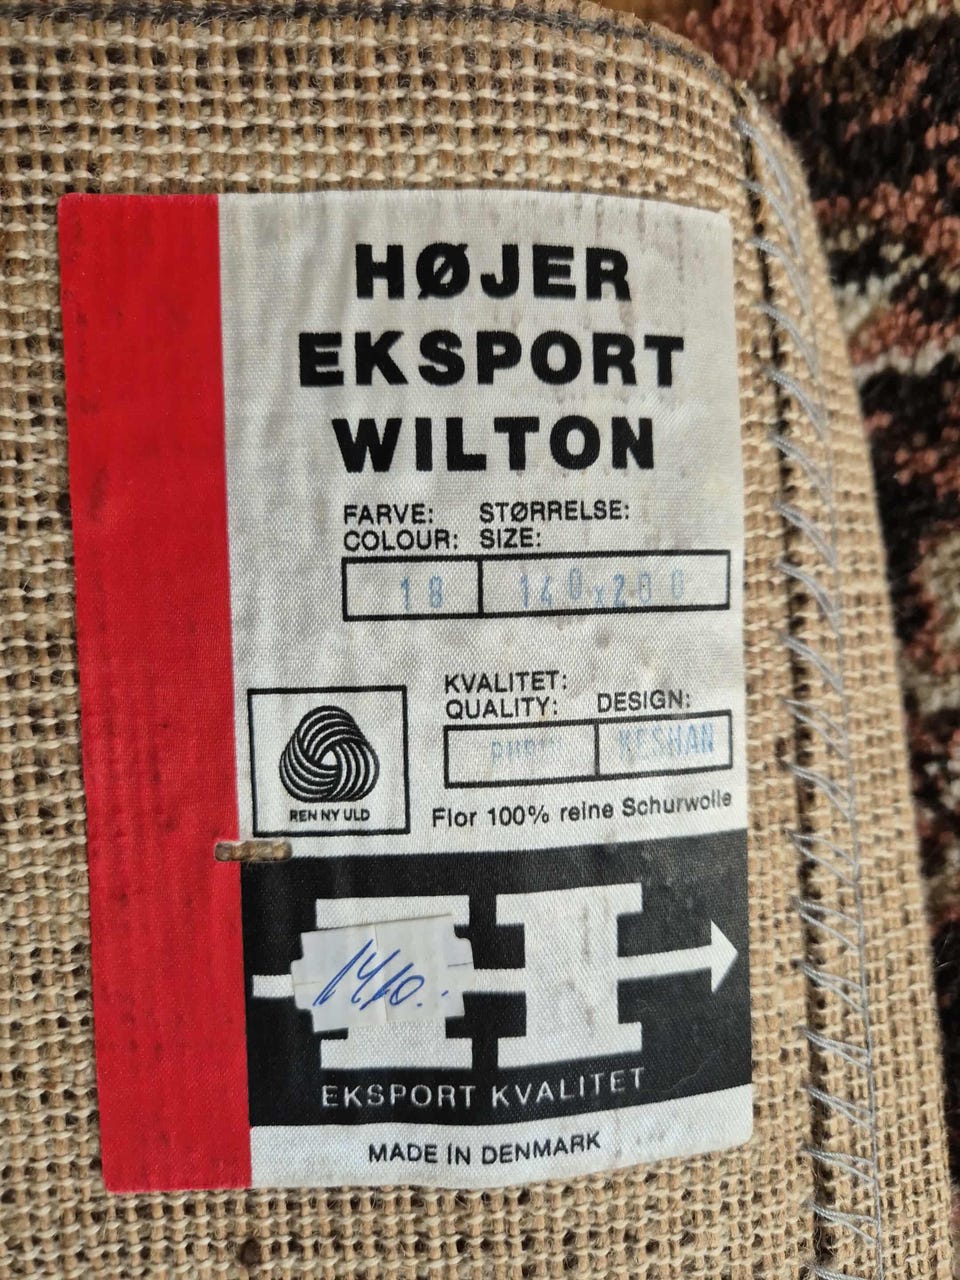 HØJER
EKSPORT
WILTON
FARVE: STØRRELSE:
COLOUR: SIZE:
18 140x200
KVALITET:
QUALITY: DESIGN:
KESHAN
REN NY ULD
Flor 100% reine Schurwolle
H
1410.
EKSPORT KVALITET
MADE IN DENMARK